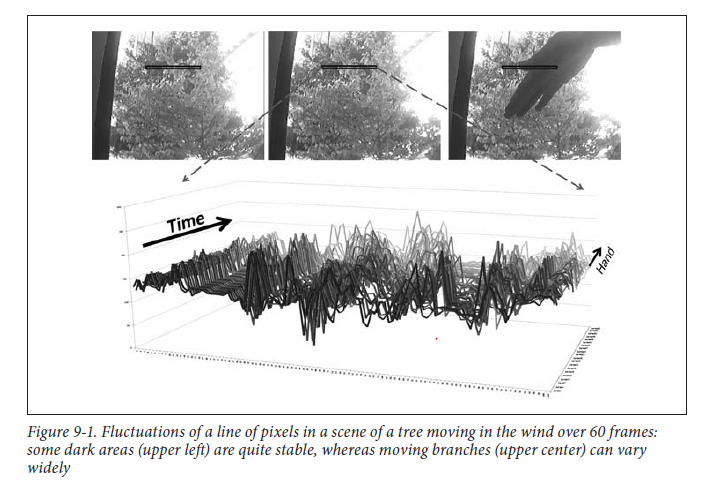 Time
Hand
Figure 9-1. Fluctuations of a line of pixels in a scene of a tree moving in the wind over 60 frames:
some dark areas (upper left) are quite stable, whereas moving branches (upper center) can vary
widely